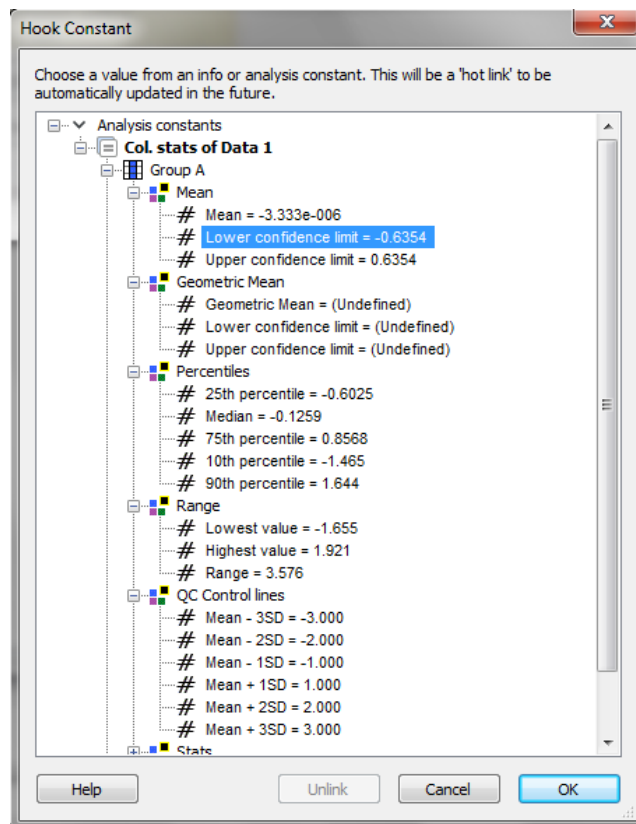 Hook Constant
Choose a value from an info or analysis constant. This will be a 'hot link' to be
automatically updated in the future.
Analysis constants
Col. stats of Data 1
Group A
Mean
# Mean = -3.333e-006
# Lower confidence limit = -0.6354
# Upper confidence limit = 0.6354
Geometric Mean
# Geometric Mean = (Undefined)
# Lower confidence limit = (Undefined)
# Upper confidence limit = (Undefined)
Percentiles
# 25th percentile = -0.6025
# Median = -0.1259
# 75th percentile = 0.8568
# 10th percentile = -1.465
# 90th percentile = 1.644
Range
# Lowest value = -1.655
# Highest value = 1.921
# Range = 3.576
QC Control lines
# Mean - 3SD = -3.000
# Mean - 2SD = -2.000
# Mean - 1SD = -1.000
# Mean + 1SD = 1.000
# Mean + 2SD = 2.000
# Mean + 3SD = 3.000
Stats
Help Unlink Cancel OK